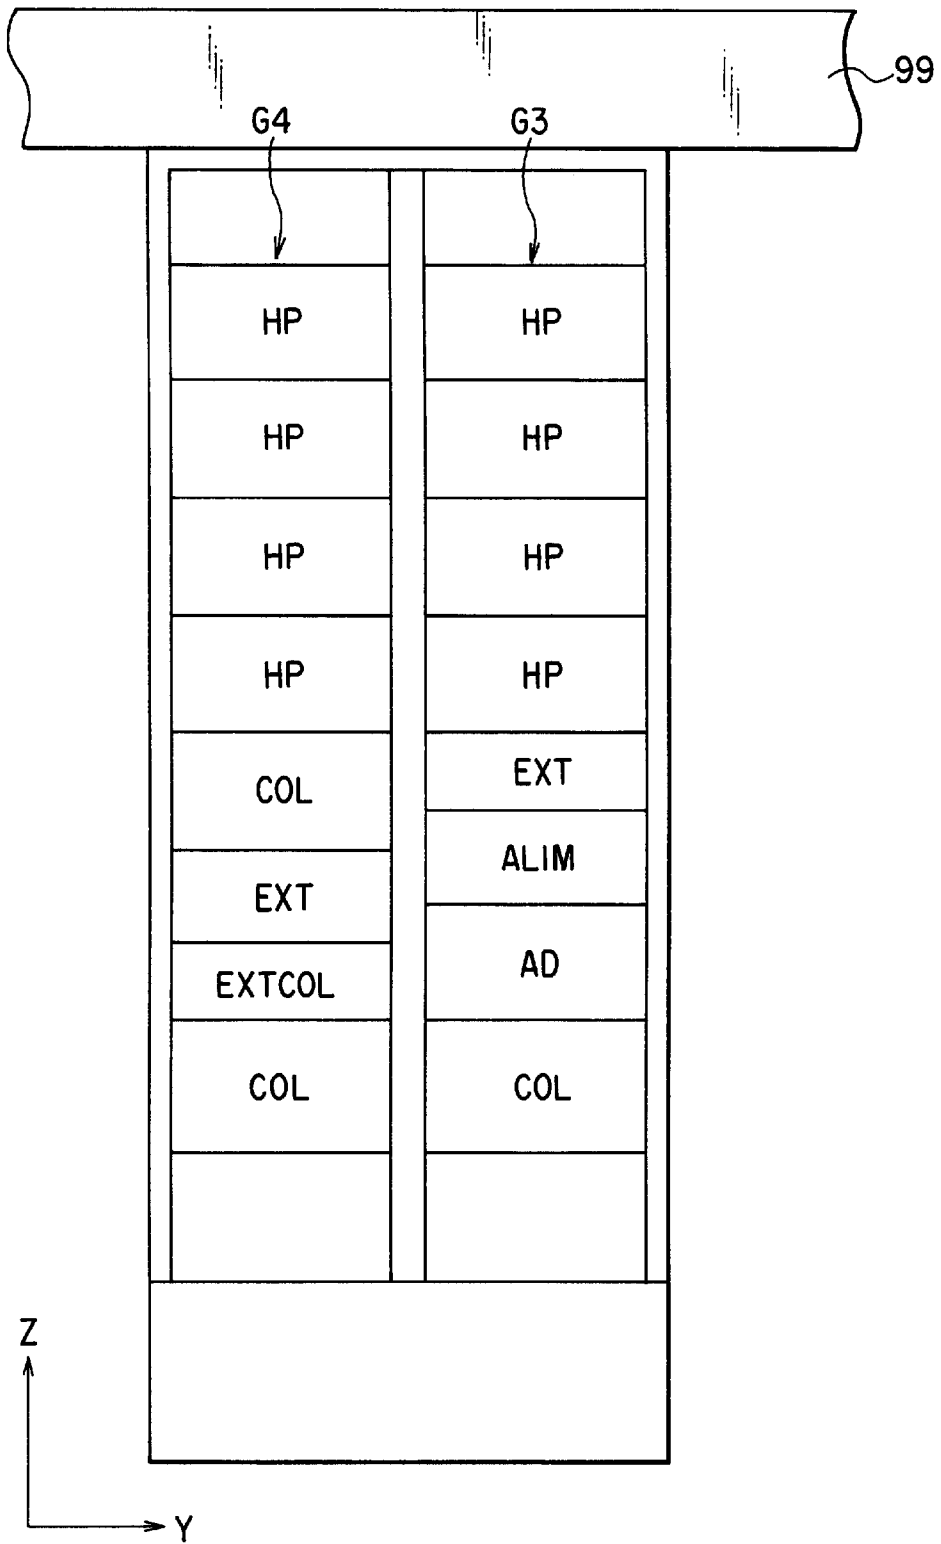 99
G4 G3
HP HP
HP HP
HP HP
HP HP
COL EXT
EXT ALIM
EXTCOL AD
COL COL
Z
Y